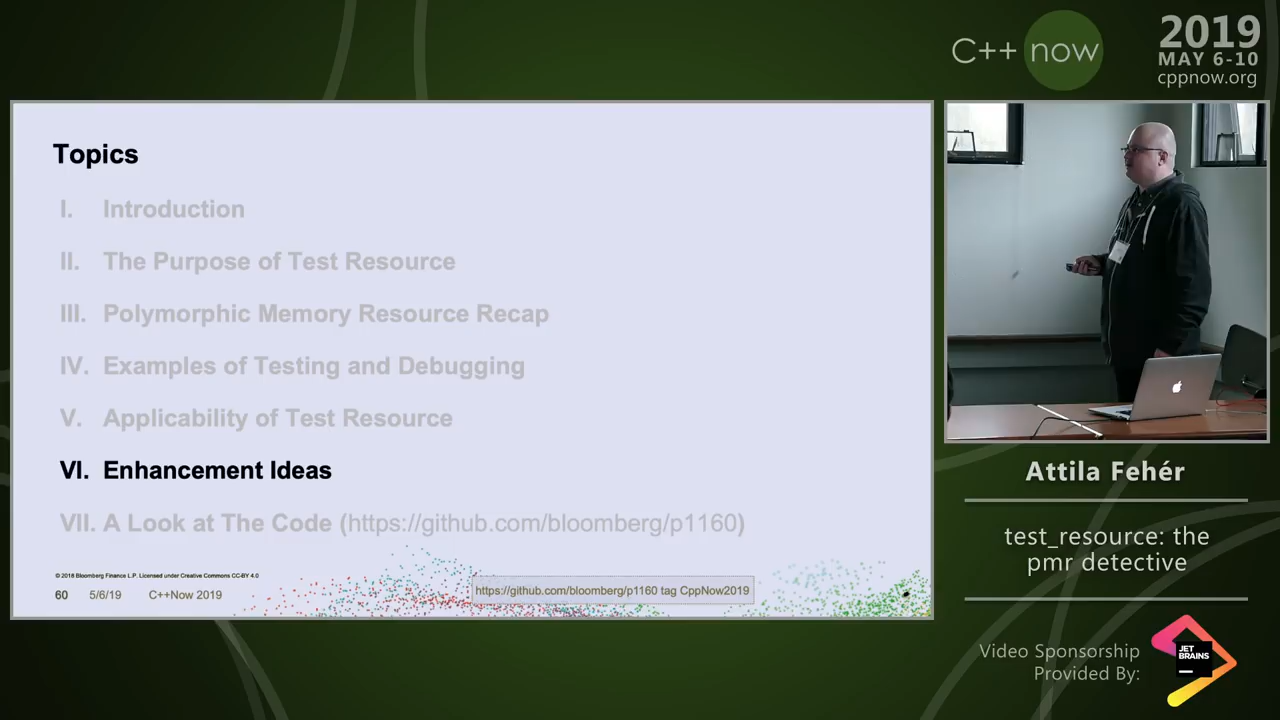 C++ now
2019
MAY 6-10
cppnow.org
Topics
I. Introduction
II. The Purpose of Test Resource
III. Polymorphic Memory Resource Recap
IV. Examples of Testing and Debugging
V. Applicability of Test Resource
VI. Enhancement Ideas
VII. A Look at The Code (https://github.com/bloomberg/p1160)
© 2018 Bloomberg Finance L.P. Licensed under Creative Commons CC-BY 4.0
60 5/6/19 C++Now 2019
https://github.com/bloomberg/p1160 tag CppNow2019
Attila Fehér
test_resource: the
pmr detective
Video Sponsorship
Provided By:
JET
BRAINS